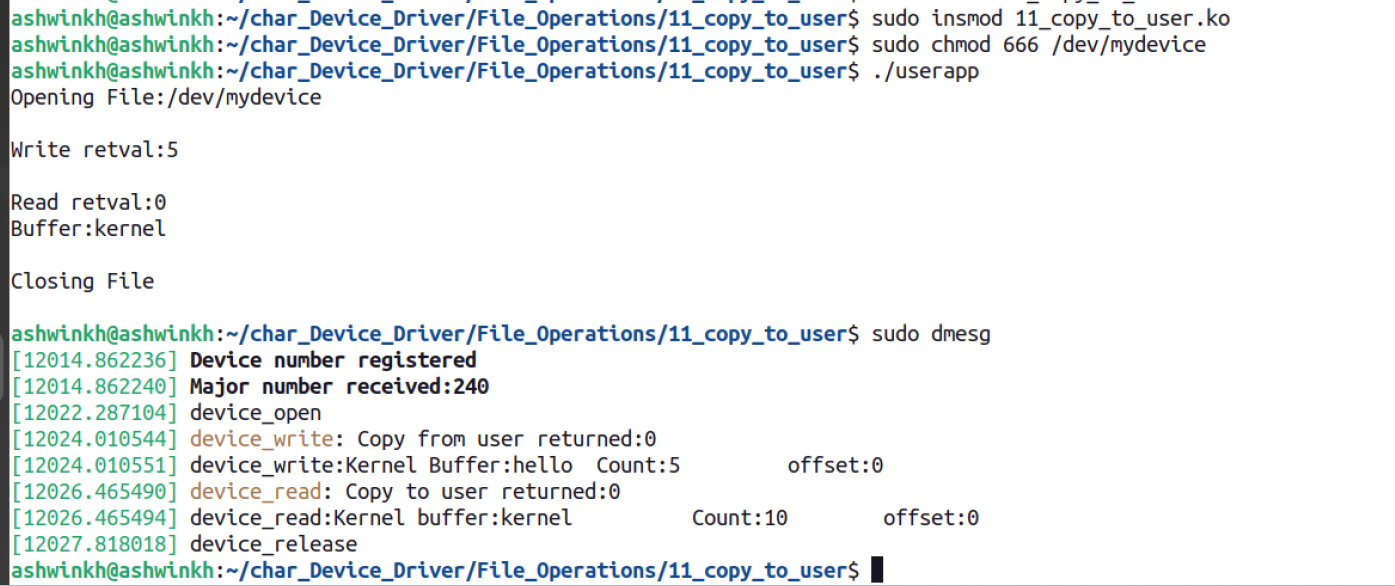 ashwinkh@ashwinkh:~/char_Device_Driver/File_Operations/11_copy_to_user$ sudo insmod 11_copy_to_user.ko
ashwinkh@ashwinkh:~/char_Device_Driver/File_Operations/11_copy_to_user$ sudo chmod 666 /dev/mydevice
ashwinkh@ashwinkh:~/char_Device_Driver/File_Operations/11_copy_to_user$ ./userapp
Opening File:/dev/mydevice
Write retval:5
Read retval:0
Buffer:kernel
Closing File
ashwinkh@ashwinkh:~/char_Device_Driver/File_Operations/11_copy_to_user$ sudo dmesg
[12014.862236] Device number registered
[12014.862240] Major number received:240
[12022.287104] device_open
[12024.010544] device_write: Copy from user returned:0
[12024.010551] device_write:Kernel Buffer:hello  Count:5         offset:0
[12026.465490] device_read: Copy to user returned:0
[12026.465494] device_read:Kernel buffer:kernel          Count:10        offset:0
[12027.818018] device_release
ashwinkh@ashwinkh:~/char_Device_Driver/File_Operations/11_copy_to_user$